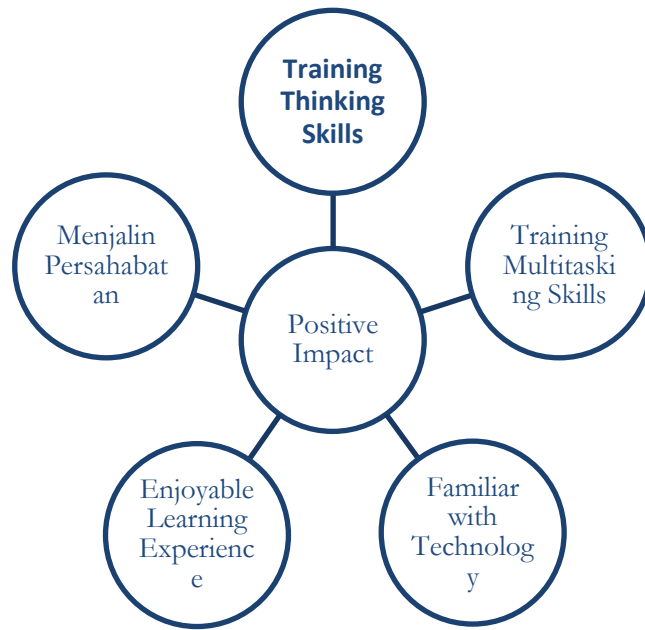 Training
Thinking
Skills
Menjalin
Persahabat
an
Training
Multitaski
ng Skills
Positive
Impact
Enjoyable
Learning
Experienc
e
Familiar
with
Technolog
y